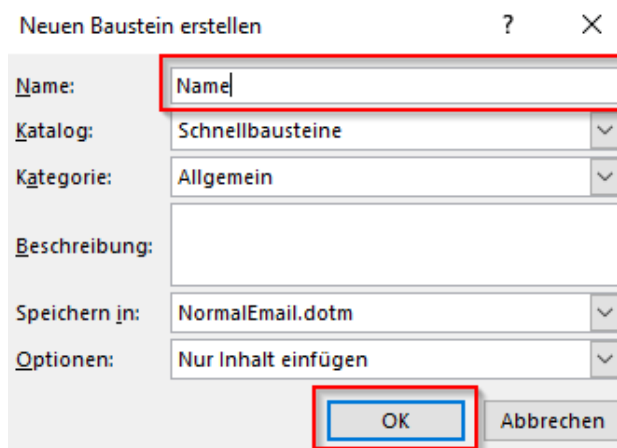 Neuen Baustein erstellen ? ×
Name: Name
Katalog: Schnellbausteine
Kategorie: Allgemein
Beschreibung:
Speichern in: NormalEmail.dotm
Optionen: Nur Inhalt einfügen
OK Abbrechen